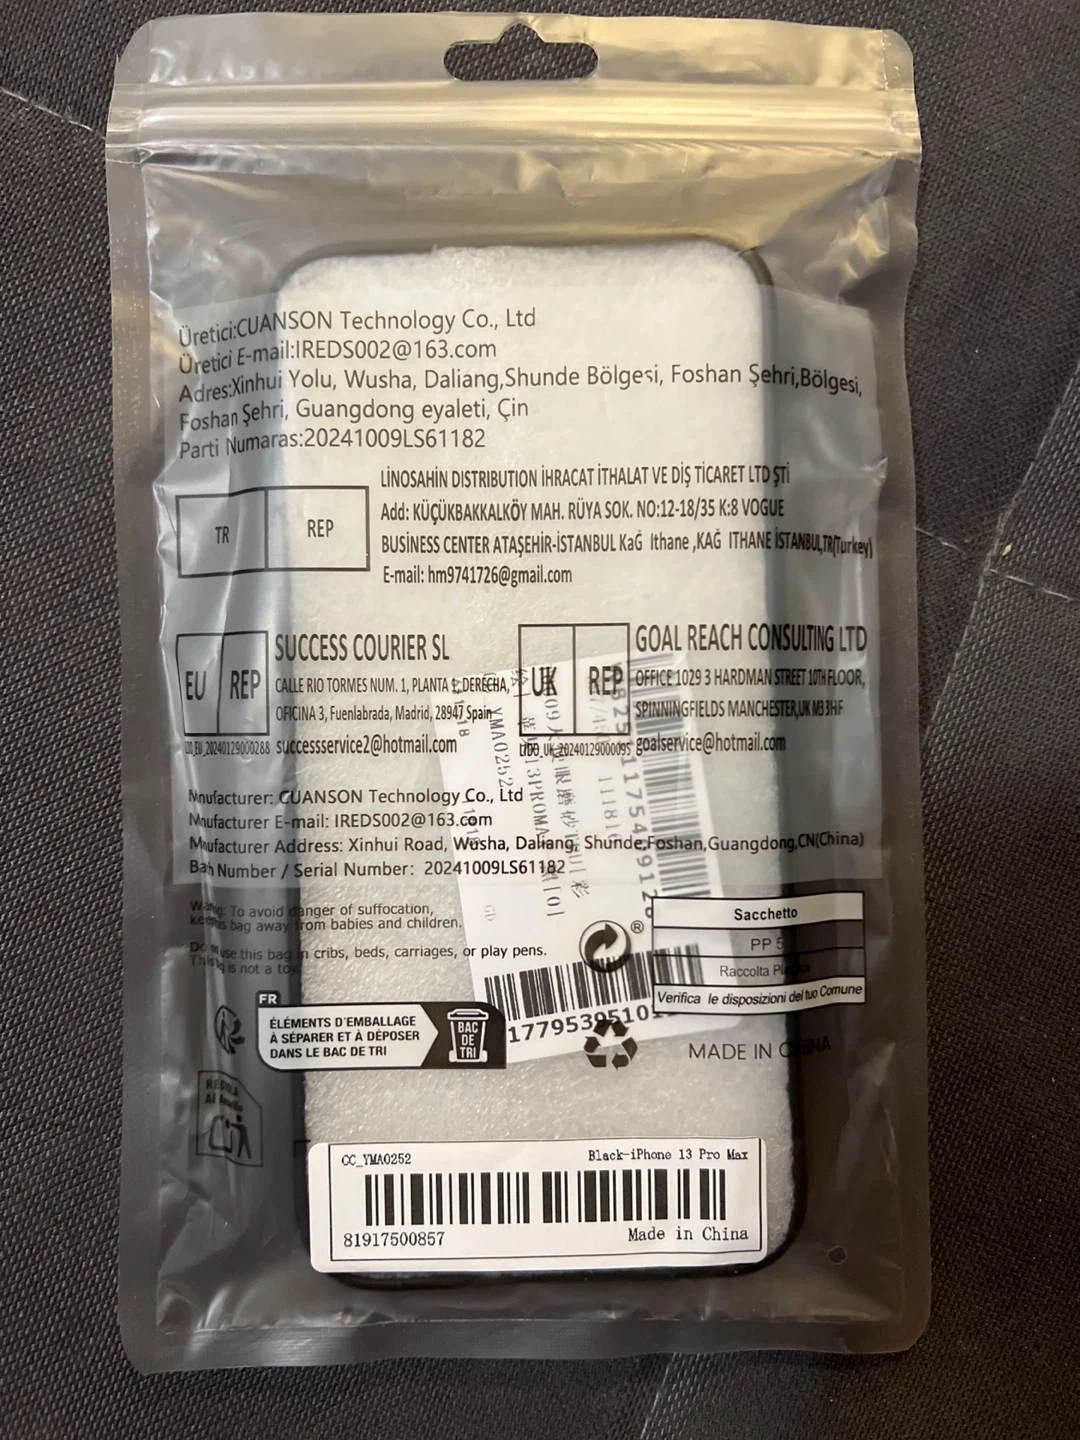 Üretici:CUANSON Technology Co., Ltd
Üretici E-mail:IREDS002@163.com
Adres:Xinhui Yolu, Wusha, Daliang,Shunde Bölgesi, Foshan Şehri,Bölgesi,
Foshan Şehri, Guangdong eyaleti, Çin
Parti Numaras:20241009LS61182
LİNOSAHİN DISTRIBUTION İHRACAT İTHALAT VE DİŞ TİCARET LTD ŞTİ
TR REP
Add: KÜÇÜKBAKKALKÖY MAH. RÜYA SOK. NO:12-18/35 K:8 VOGUE
BUSİNESS CENTER ATAŞEHİR-İSTANBUL KaĞ Ithane ,KAĞ ITHANE İSTANBUL,TR(Turkey)
E-mail: hm9741726@gmail.com
EU REP
SUCCESS COURIER SL
CALLE RIO TORMES NUM. 1, PLANTA 1, DERECHA,
OFICINA 3, Fuenlabrada, Madrid, 28947 Spain
successservice2@hotmail.com
UK REP
GOAL REACH CONSULTING LTD
OFFICE 1029 3 HARDMAN STREET 10TH FLOOR,
SPINNINGFIELDS MANCHESTER,UK M3 3HF
goalservice@hotmail.com
Mnufacturer: CUANSON Technology Co., Ltd
Mnufacturer E-mail: IREDS002@163.com
Mnufacturer Address: Xinhui Road, Wusha, Daliang, Shunde,Foshan,Guangdong,CN(China)
Number / Serial Number: 20241009LS61182
YMA0252
To avoid danger of suffocation,
bag away from babies and children.
use this bag in cribs, beds, carriages, or play pens.
is not a
®
Sacchetto
PP 5
Raccolta
Verifica le disposizioni del tuo Comune
FR
ÉLÉMENTS D'EMBALLAGE
À SÉPARER ET À DÉPOSER
DANS LE BAC DE TRI
BAC
DE
TRI
MADE IN CHINA
CC_YMA0252 Black-iPhone 13 Pro Max
81917500857 Made in China